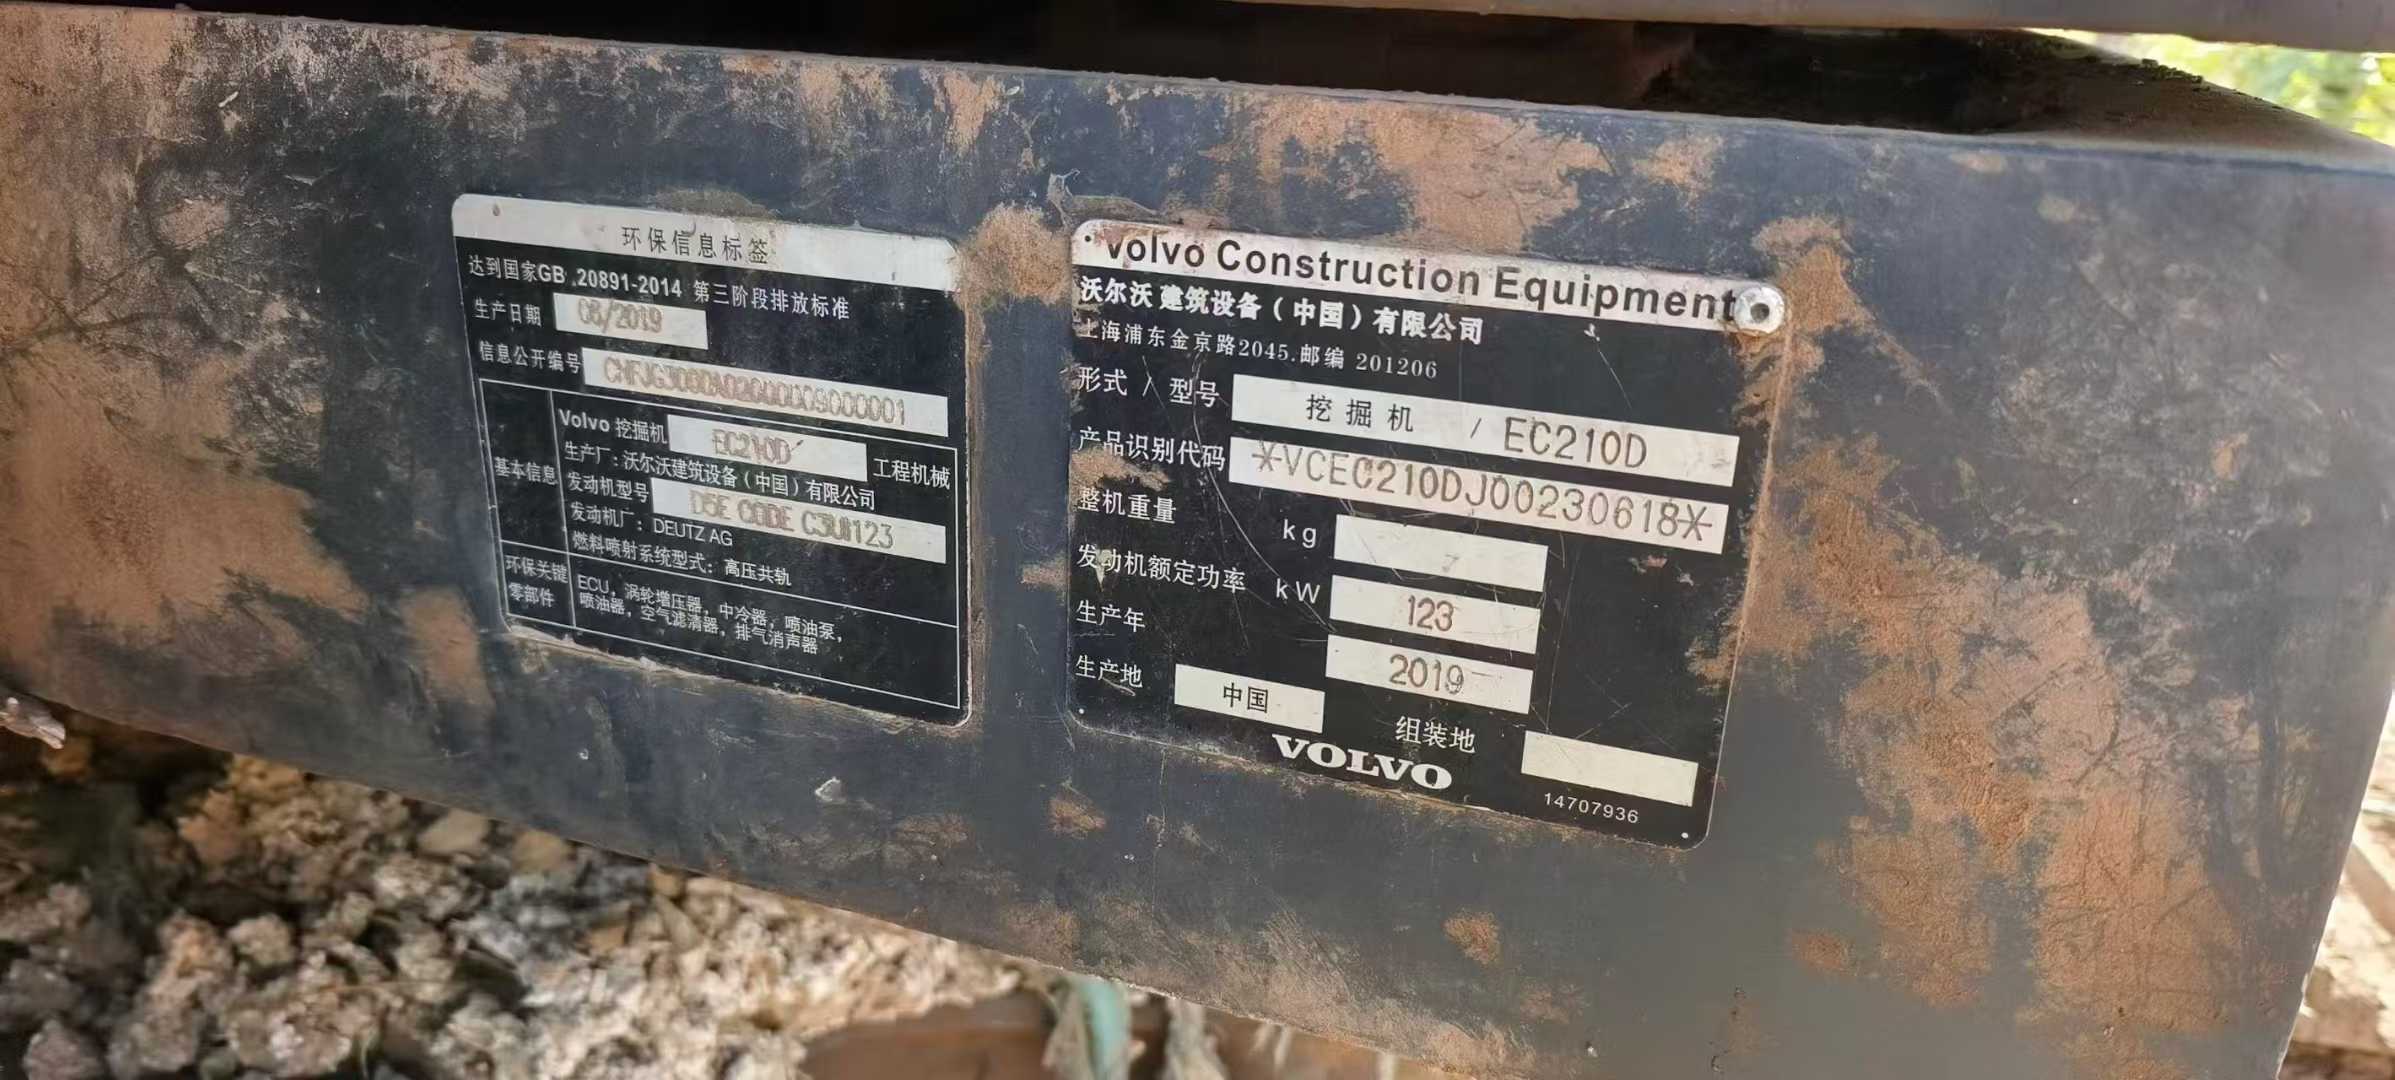 环保信息标签
达到国家GB 20891-2014 第三阶段排放标准
生产日期 06/2019
信息公开编号
基本信息
Volvo 挖掘机 EC210D 工程机械
生产厂：沃尔沃建筑设备（中国）有限公司
发动机型号 D5E CODE
发动机厂：DEUTZ AG
燃料喷射系统型式：高压共轨
环保关键零部件
ECU，涡轮增压器，中冷器，喷油泵，
喷油器，空气滤清器，排气消声器
Volvo Construction Equipment
沃尔沃 建筑设备（中国）有限公司
上海浦东金京路2045.邮编 201206
形式 / 型号 挖掘机 / EC210D
产品识别代码 *VCEC210DJ00230618*
整机重量 kg
发动机额定功率 kW 123
生产年 2019
生产地 中国 组装地
VOLVO
14707936